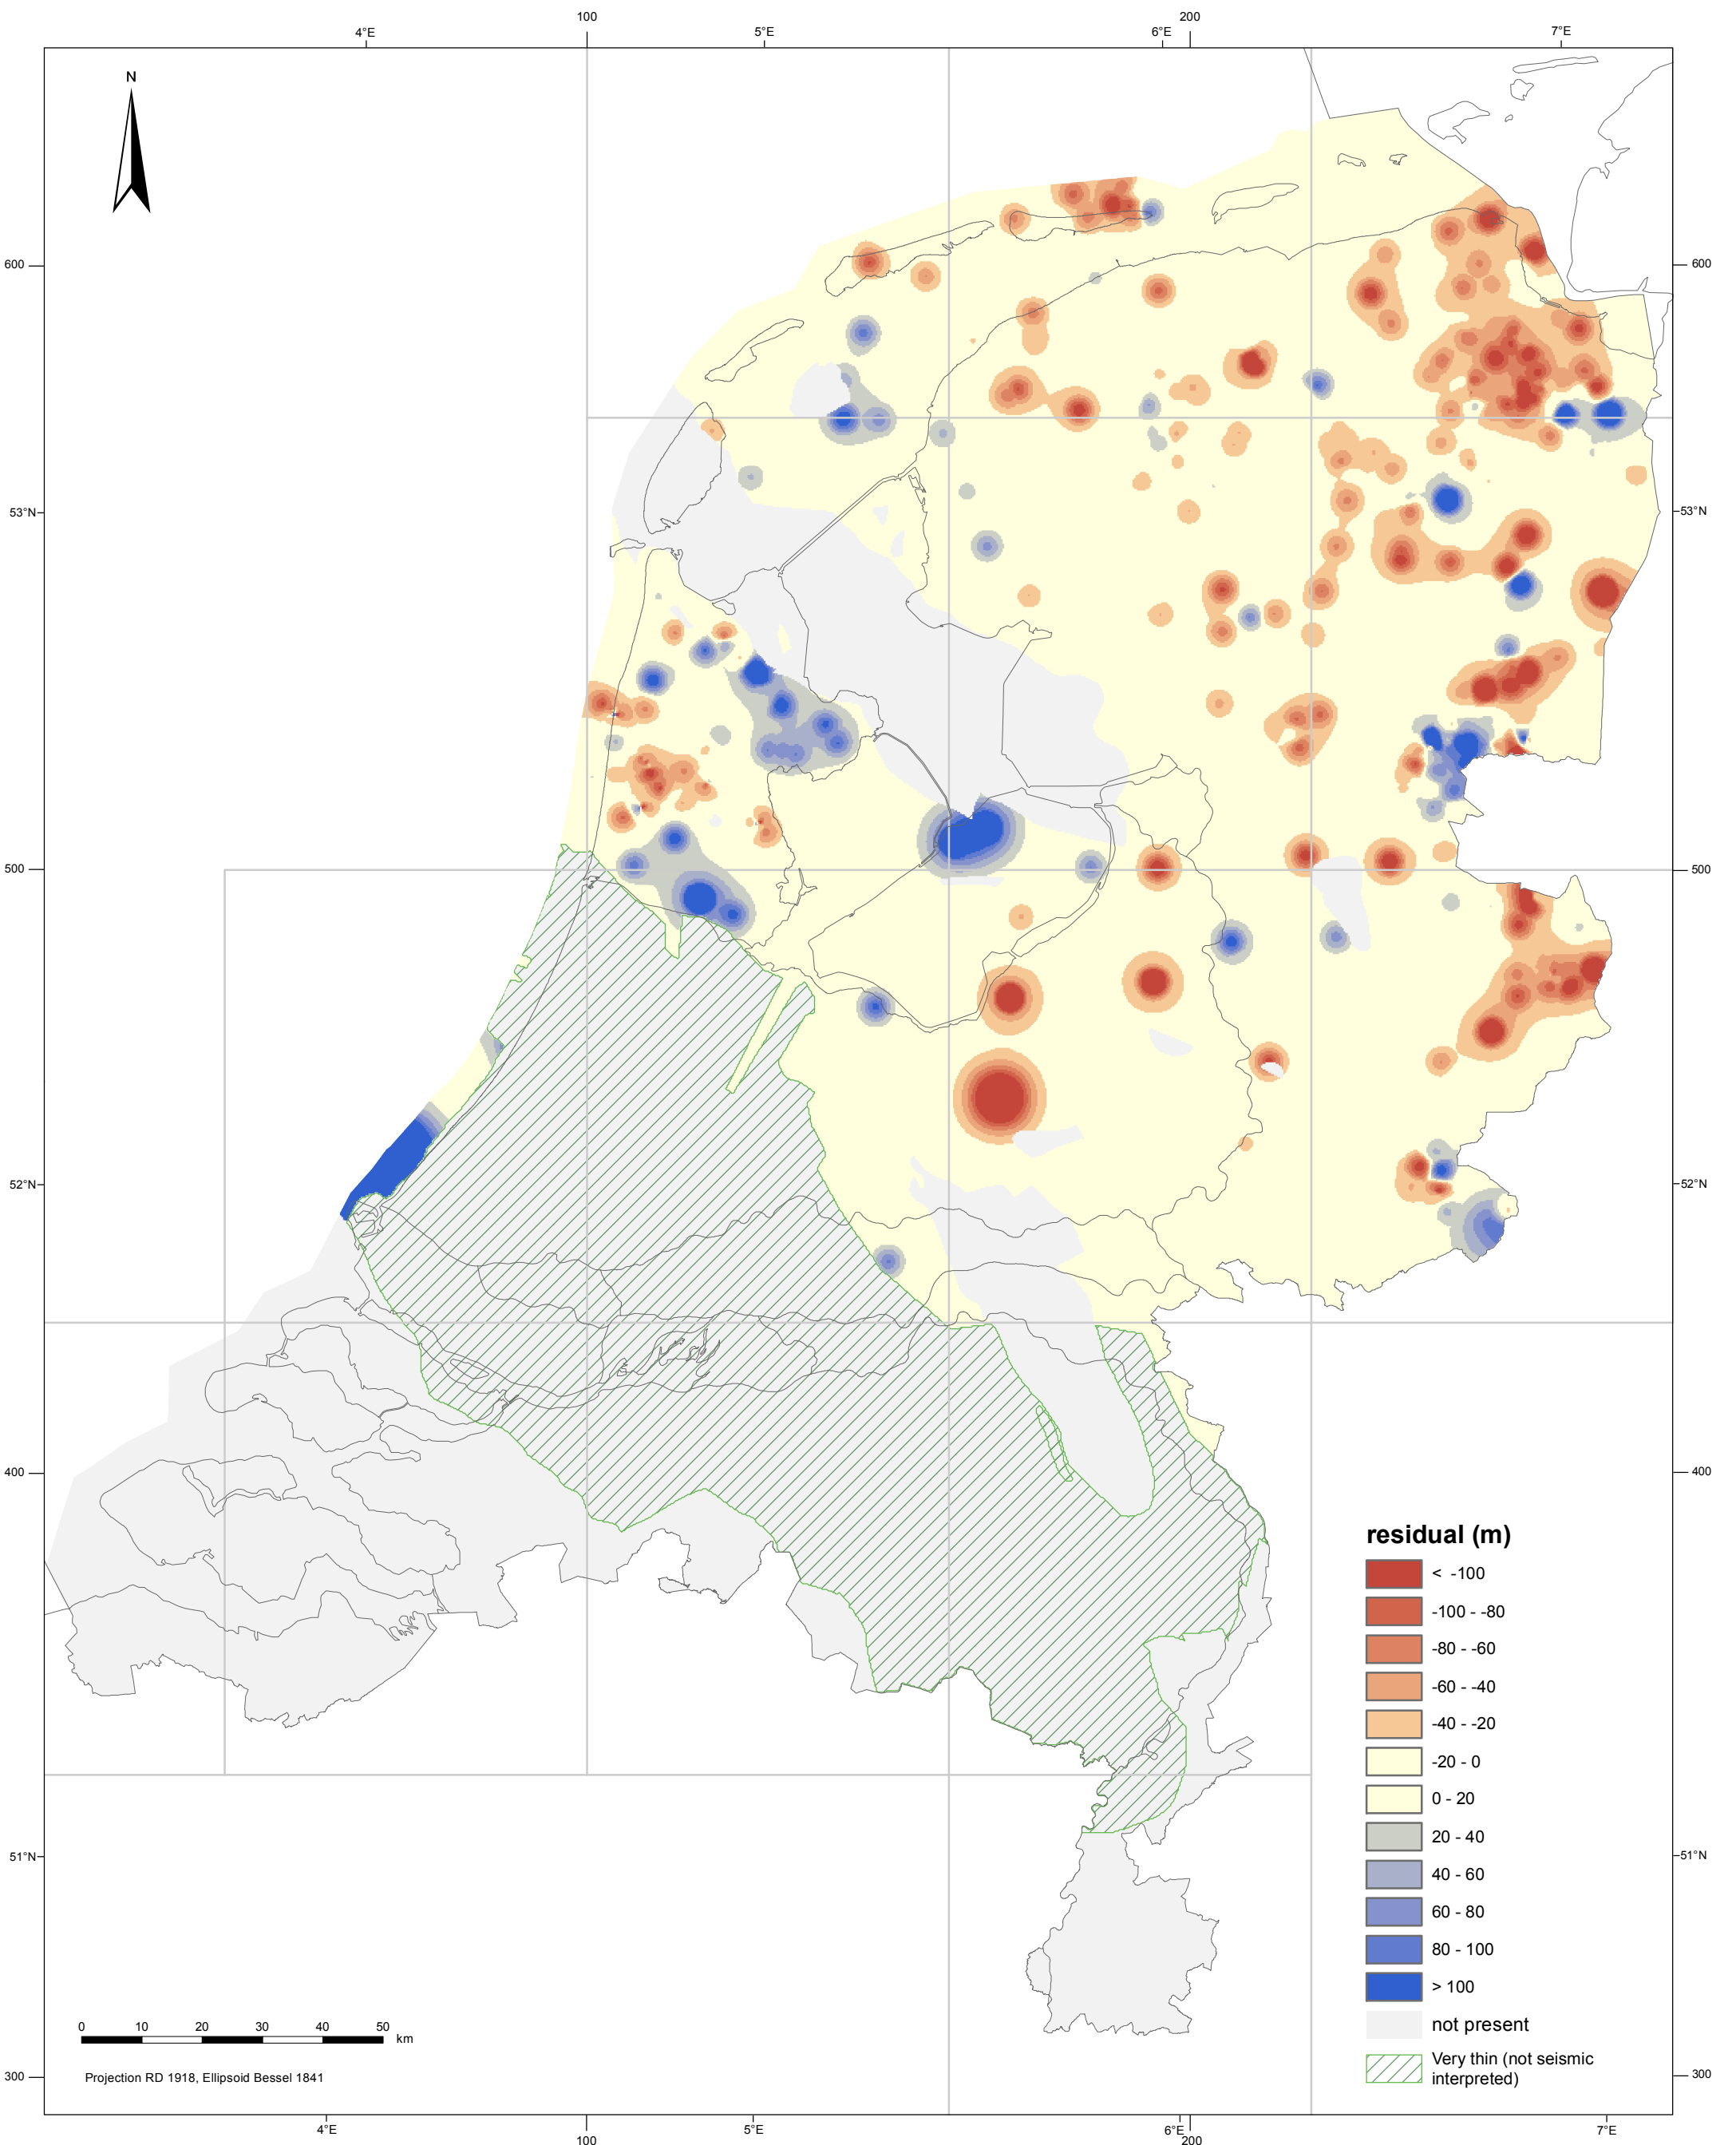 100 200
4°E 5°E 6°E 7°E
N
600 600
53°N 53°N
500 500
52°N 52°N
400 400
residual (m)
< -100
-100 - -80
-80 - -60
-60 - -40
-40 - -20
-20 - 0
0 - 20
20 - 40
51°N 51°N
40 - 60
60 - 80
80 - 100
> 100
not present
Very thin (not seismic
interpreted)
0 10 20 30 40 50
km
Projection RD 1918, Ellipsoid Bessel 1841
300 300
4°E 5°E 6°E 7°E
100 200